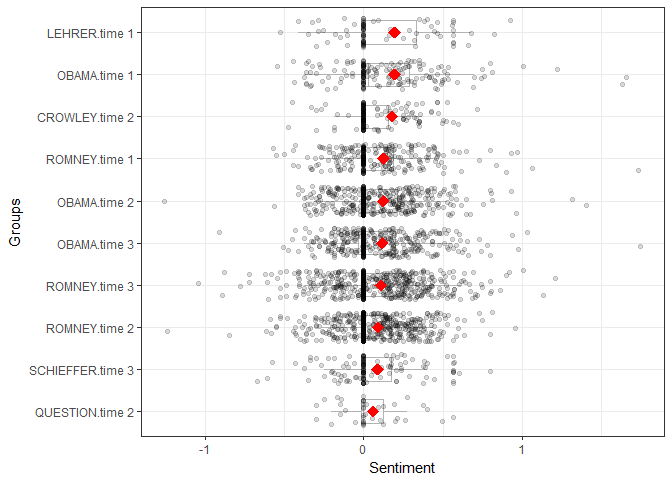 LEHRER.time 1
OBAMA.time 1
CROWLEY.time 2
ROMNEY.time 1
OBAMA.time 2
OBAMA.time 3
ROMNEY.time 3
ROMNEY.time 2
SCHIEFFER.time 3
QUESTION.time 2
Groups
-1 0 1
Sentiment